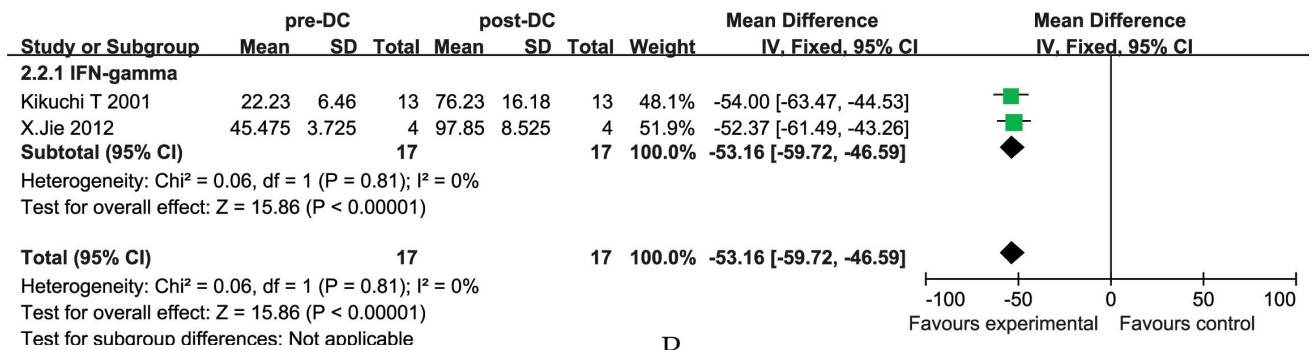 pre-DC post-DC Mean Difference Mean Difference
Study or Subgroup Mean SD Total Mean SD Total Weight IV, Fixed, 95% CI IV, Fixed, 95% CI
2.2.1 IFN-gamma
Kikuchi T 2001 22.23 6.46 13 76.23 16.18 13 48.1% -54.00 [-63.47, -44.53]
X.Jie 2012 45.475 3.725 4 97.85 8.525 4 51.9% -52.37 [-61.49, -43.26]
Subtotal (95% CI) 17 17 100.0% -53.16 [-59.72, -46.59]
Heterogeneity: Chi² = 0.06, df = 1 (P = 0.81); I² = 0%
Test for overall effect: Z = 15.86 (P < 0.00001)
Total (95% CI) 17 17 100.0% -53.16 [-59.72, -46.59]
Heterogeneity: Chi² = 0.06, df = 1 (P = 0.81); I² = 0%
Test for overall effect: Z = 15.86 (P < 0.00001)
Test for subgroup differences: Not applicable
-100 -50 0 50 100
Favours experimental Favours control